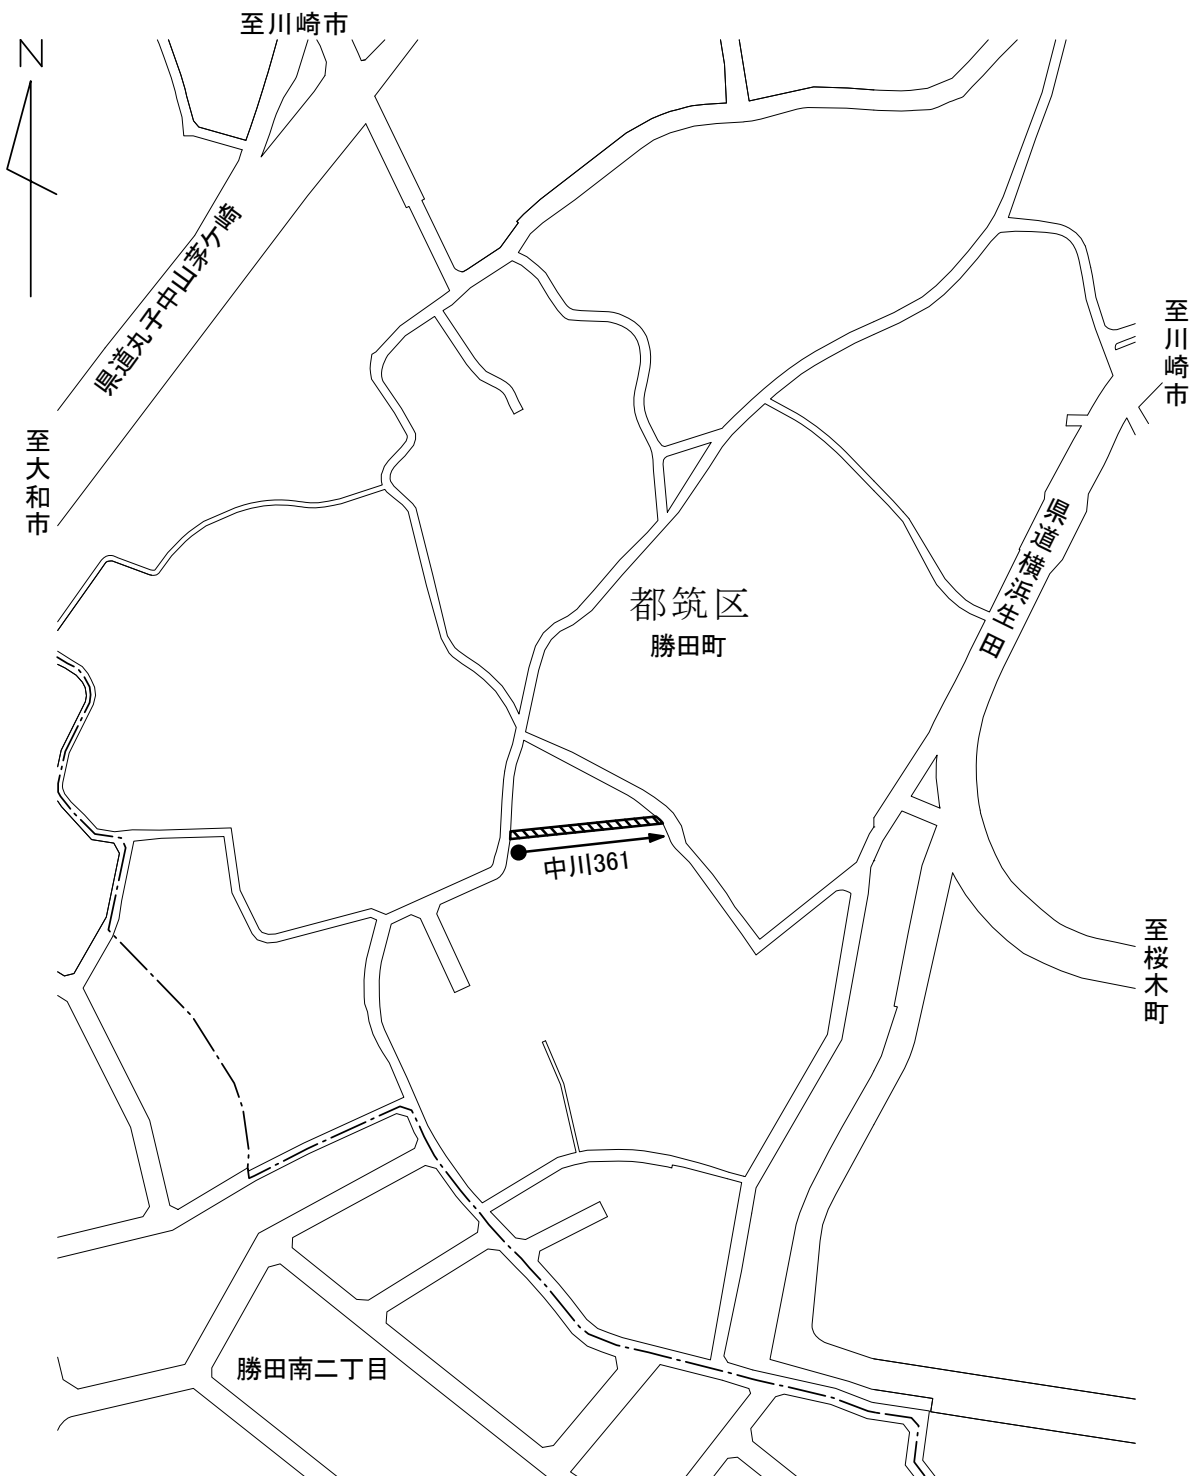 至川崎市
N
県道丸子中山茅ケ崎
至川崎市
至大和市
県道横浜生田
都筑区
勝田町
中川361
至桜木町
勝田南二丁目